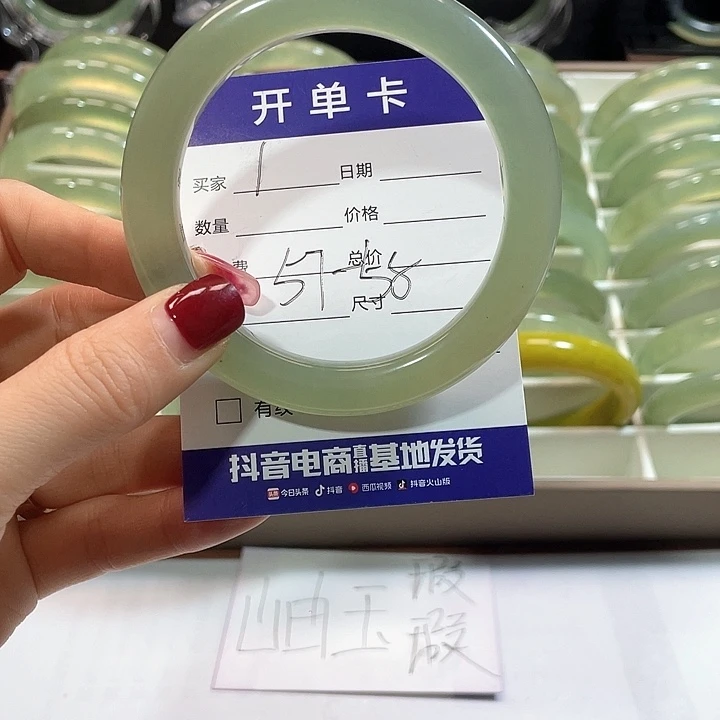 开单卡
买家 1 日期
数量 价格
费 总价
57-58
尺寸
有
抖音电商直播基地发货
今日头条 抖音 西瓜视频 抖音火山版
岫玉